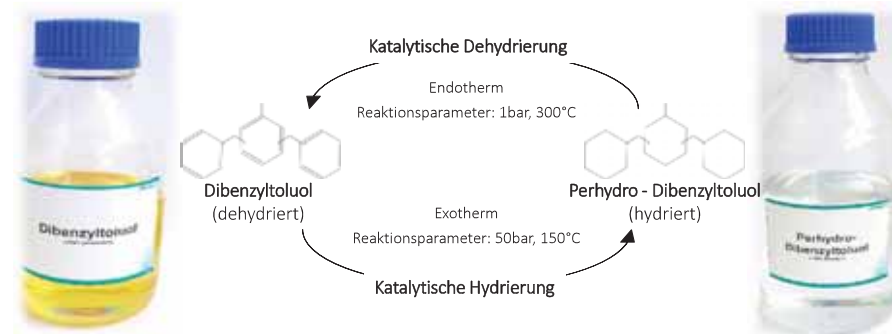 Katalytische Dehydrierung
Endotherm
Reaktionsparameter: 1bar, 300°C
Dibenzyltoluol
(dehydriert)
Perhydro - Dibenzyltoluol
(hydriert)
Exotherm
Reaktionsparameter: 50bar, 150°C
Katalytische Hydrierung
Dibenzyltoluol
Perhydro-
Dibenzyltoluol